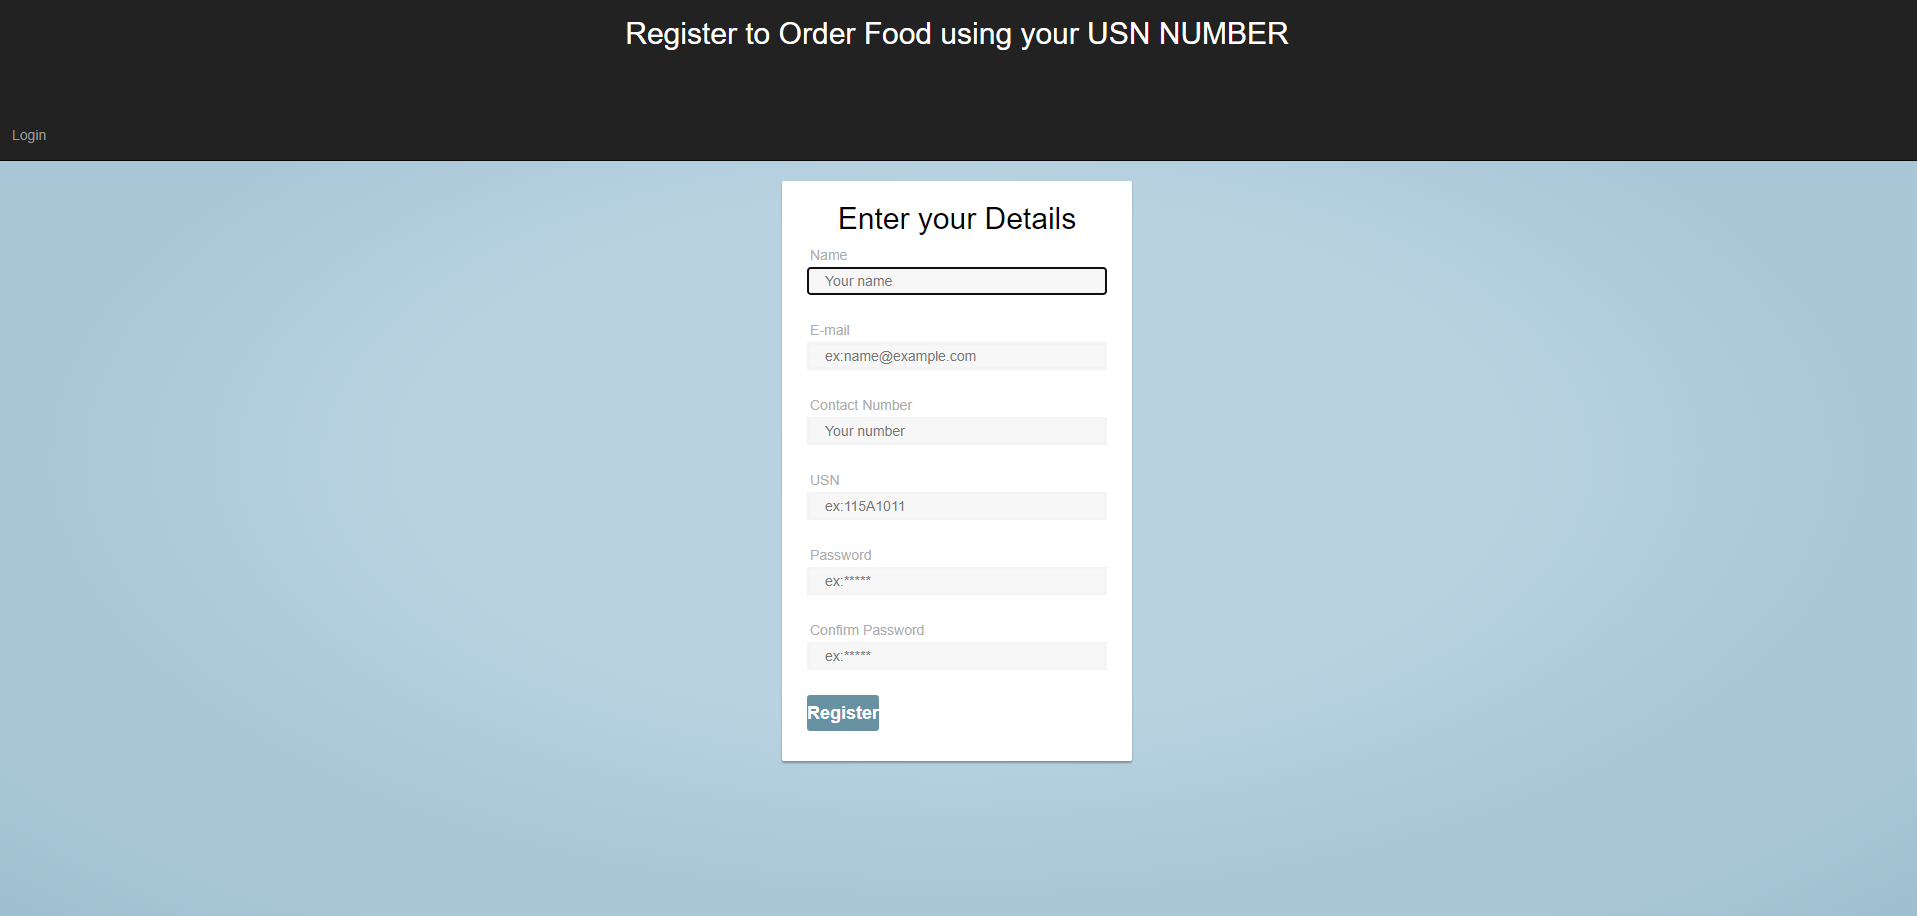 Register to Order Food using your USN NUMBER
Login
Enter your Details
Name
Your name
E-mail
ex:name@example.com
Contact Number
Your number
USN
ex:115A1011
Password
ex:*****
Confirm Password
ex:*****
Register